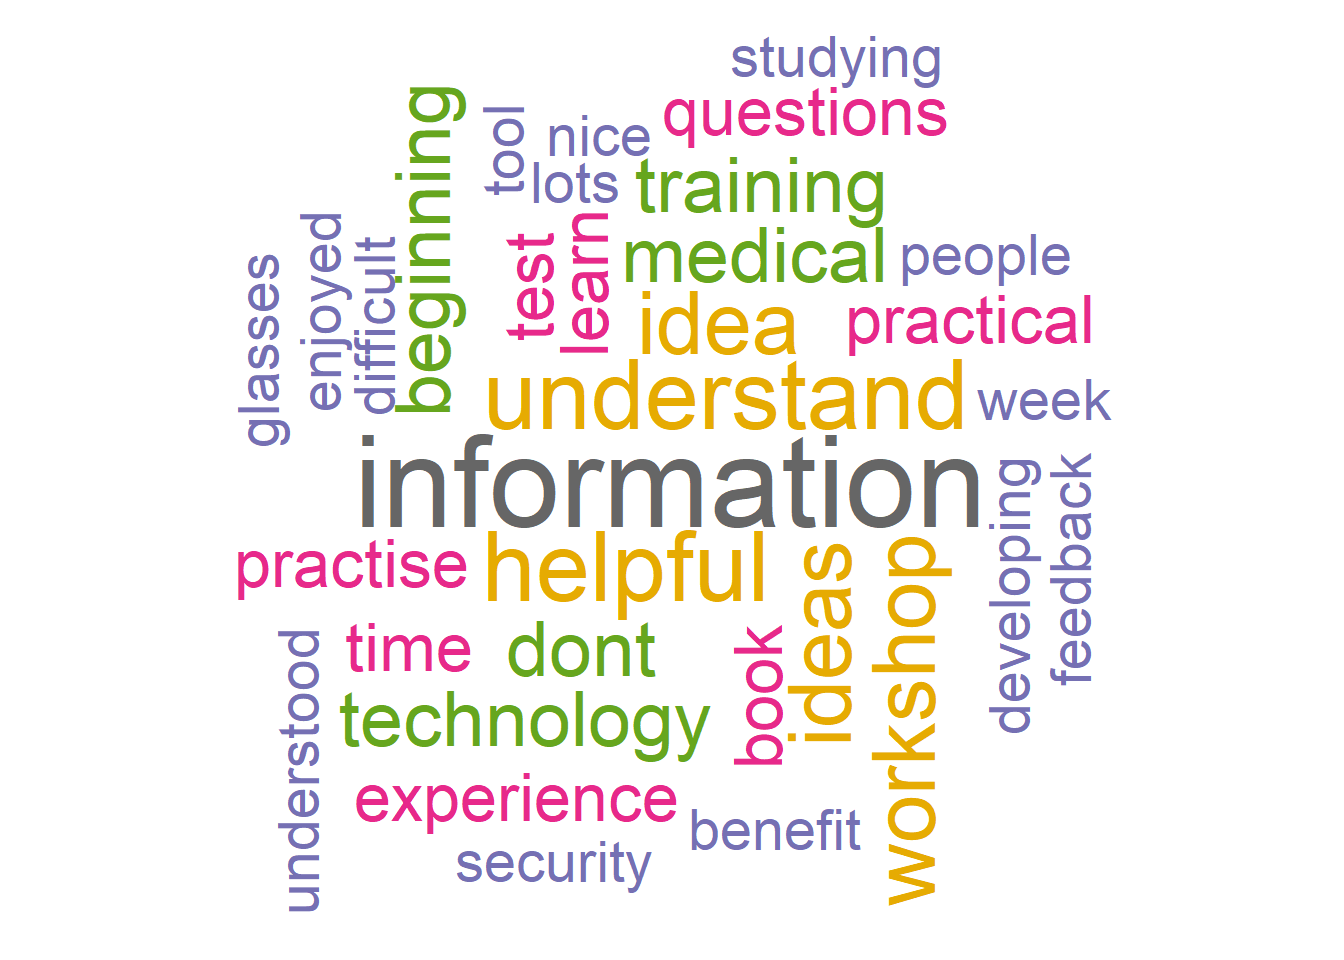 studying
questions
nice
tool
lots
training
beginning
test
learn
medical
people
enjoyed
difficult
glasses
idea
practical
understand
week
information
developing
feedback
practise
helpful
ideas
workshop
time
dont
book
understood
technology
experience
benefit
security